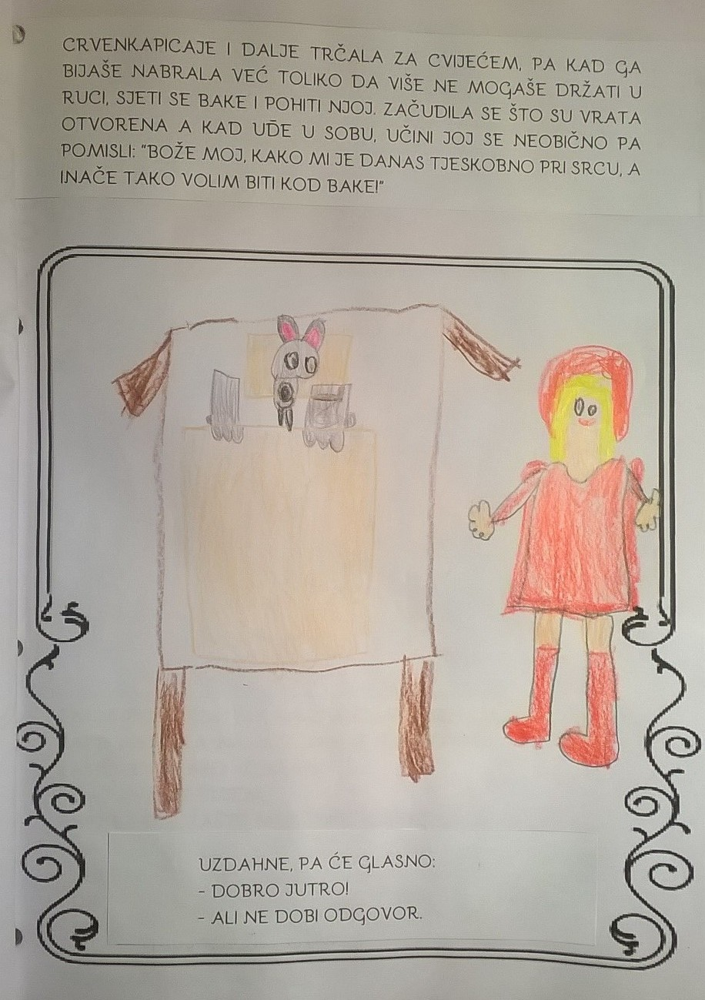 CRVENKAPICAJE I DALJE TRČALA ZA CVIJEĆEM, PA KAD GA
BIJAŠE NABRALA VEĆ TOLIKO DA VIŠE NE MOGAŠE DRŽATI U
RUCI, SJETI SE BAKE I POHITI NJOJ. ZAČUDILA SE ŠTO SU VRATA
OTVORENA A KAD UĐE U SOBU, UČINI JOJ SE NEOBIČNO PA
POMISLI: "BOŽE MOJ, KAKO MI JE DANAS TJESKOBNO PRI SRCU, A
INAČE TAKO VOLIM BITI KOD BAKE!"
UZDAHNE, PA ĆE GLASNO:
- DOBRO JUTRO!
- ALI NE DOBI ODGOVOR.